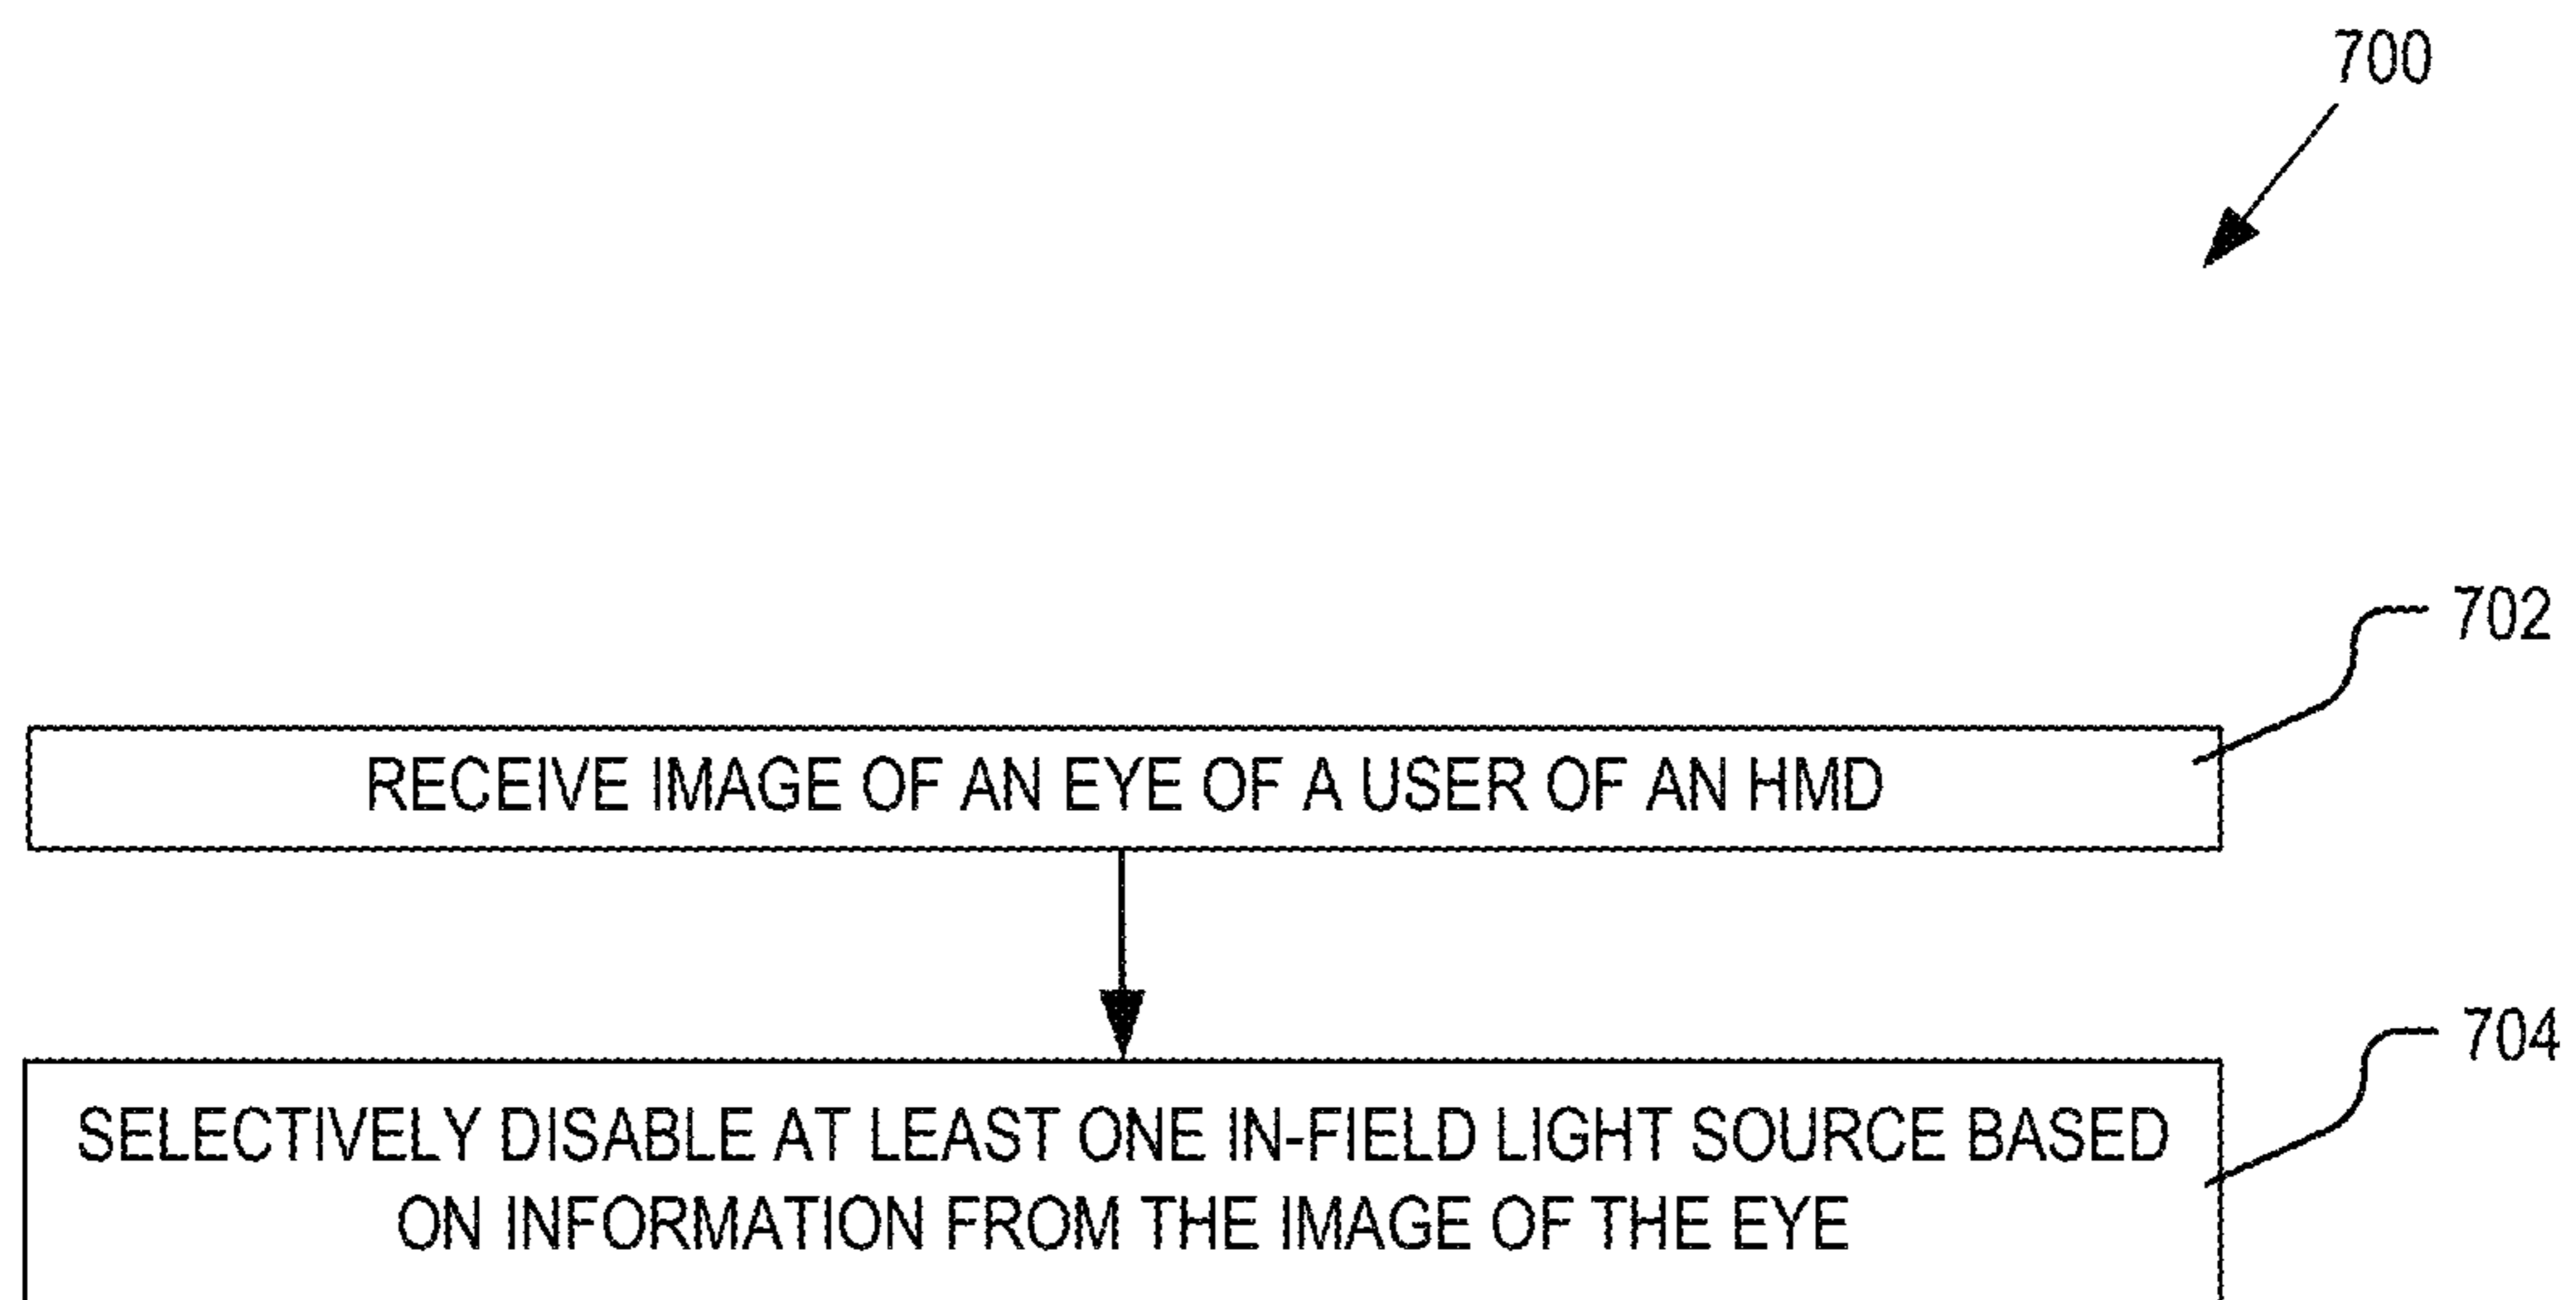 700
702
RECEIVE IMAGE OF AN EYE OF A USER OF AN HMD
704
SELECTIVELY DISABLE AT LEAST ONE IN-FIELD LIGHT SOURCE BASED
ON INFORMATION FROM THE IMAGE OF THE EYE